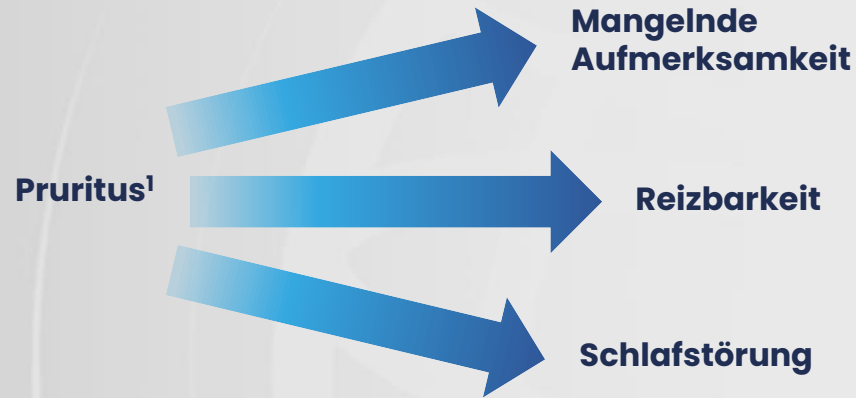 Mangelnde
Aufmerksamkeit
Pruritus¹
Reizbarkeit
Schlafstörung